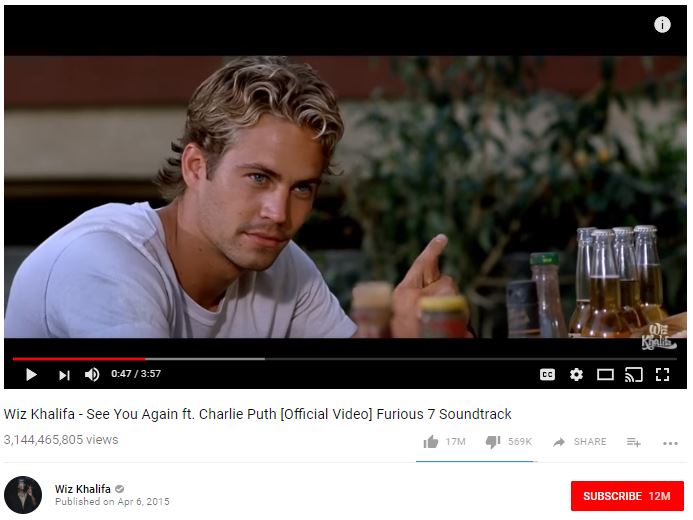 Wiz
Khalifa
0:47 / 3:57
CC
Wiz Khalifa - See You Again ft. Charlie Puth [Official Video] Furious 7 Soundtrack
3,144,465,805 views
17M
569K
SHARE
Wiz Khalifa
Published on Apr 6, 2015
SUBSCRIBE 12M